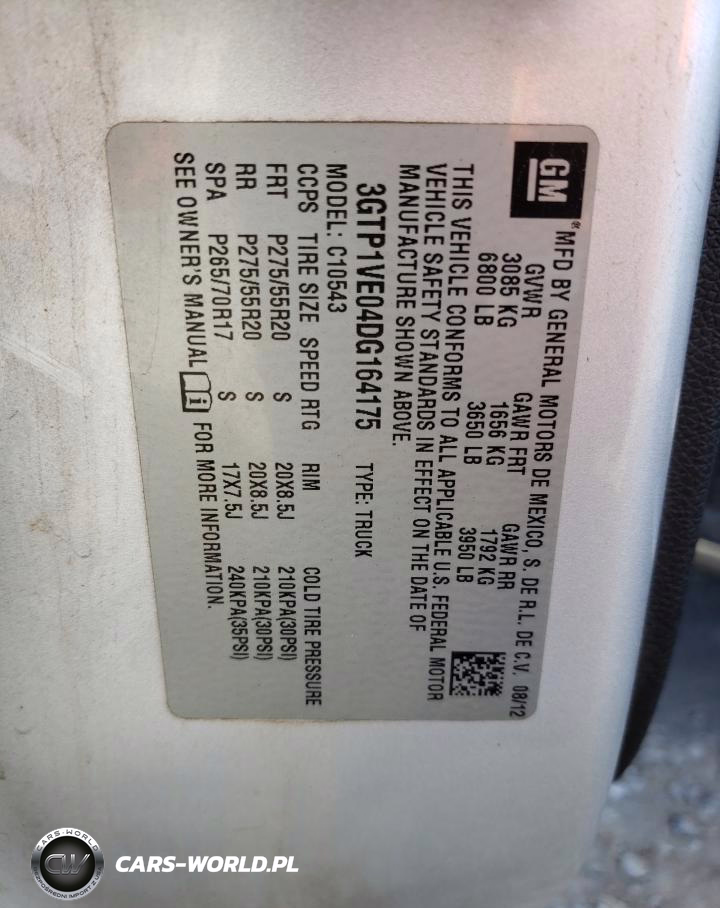 GM
® MFD BY GENERAL MOTORS DE MEXICO, S. DE R.L. DE C.V. 08/12
GVWR GAWR FRT GAWR RR
3085 KG 1656 KG 1792 KG
6800 LB 3650 LB 3950 LB
THIS VEHICLE CONFORMS TO ALL APPLICABLE U.S. FEDERAL MOTOR
VEHICLE SAFETY STANDARDS IN EFFECT ON THE DATE OF
MANUFACTURE SHOWN ABOVE.
3GTP1VE04DG164175 TYPE: TRUCK
MODEL: C10543
CCPS TIRE SIZE SPEED RTG RIM COLD TIRE PRESSURE
FRT P275/55R20 S 20X8.5J 210KPA(30PSI)
RR P275/55R20 S 20X8.5J 210KPA(30PSI)
SPA P265/70R17 S 17X7.5J 240KPA(35PSI)
SEE OWNER'S MANUAL FOR MORE INFORMATION.
CARS-WORLD
CW
CARS-WORLD.PL